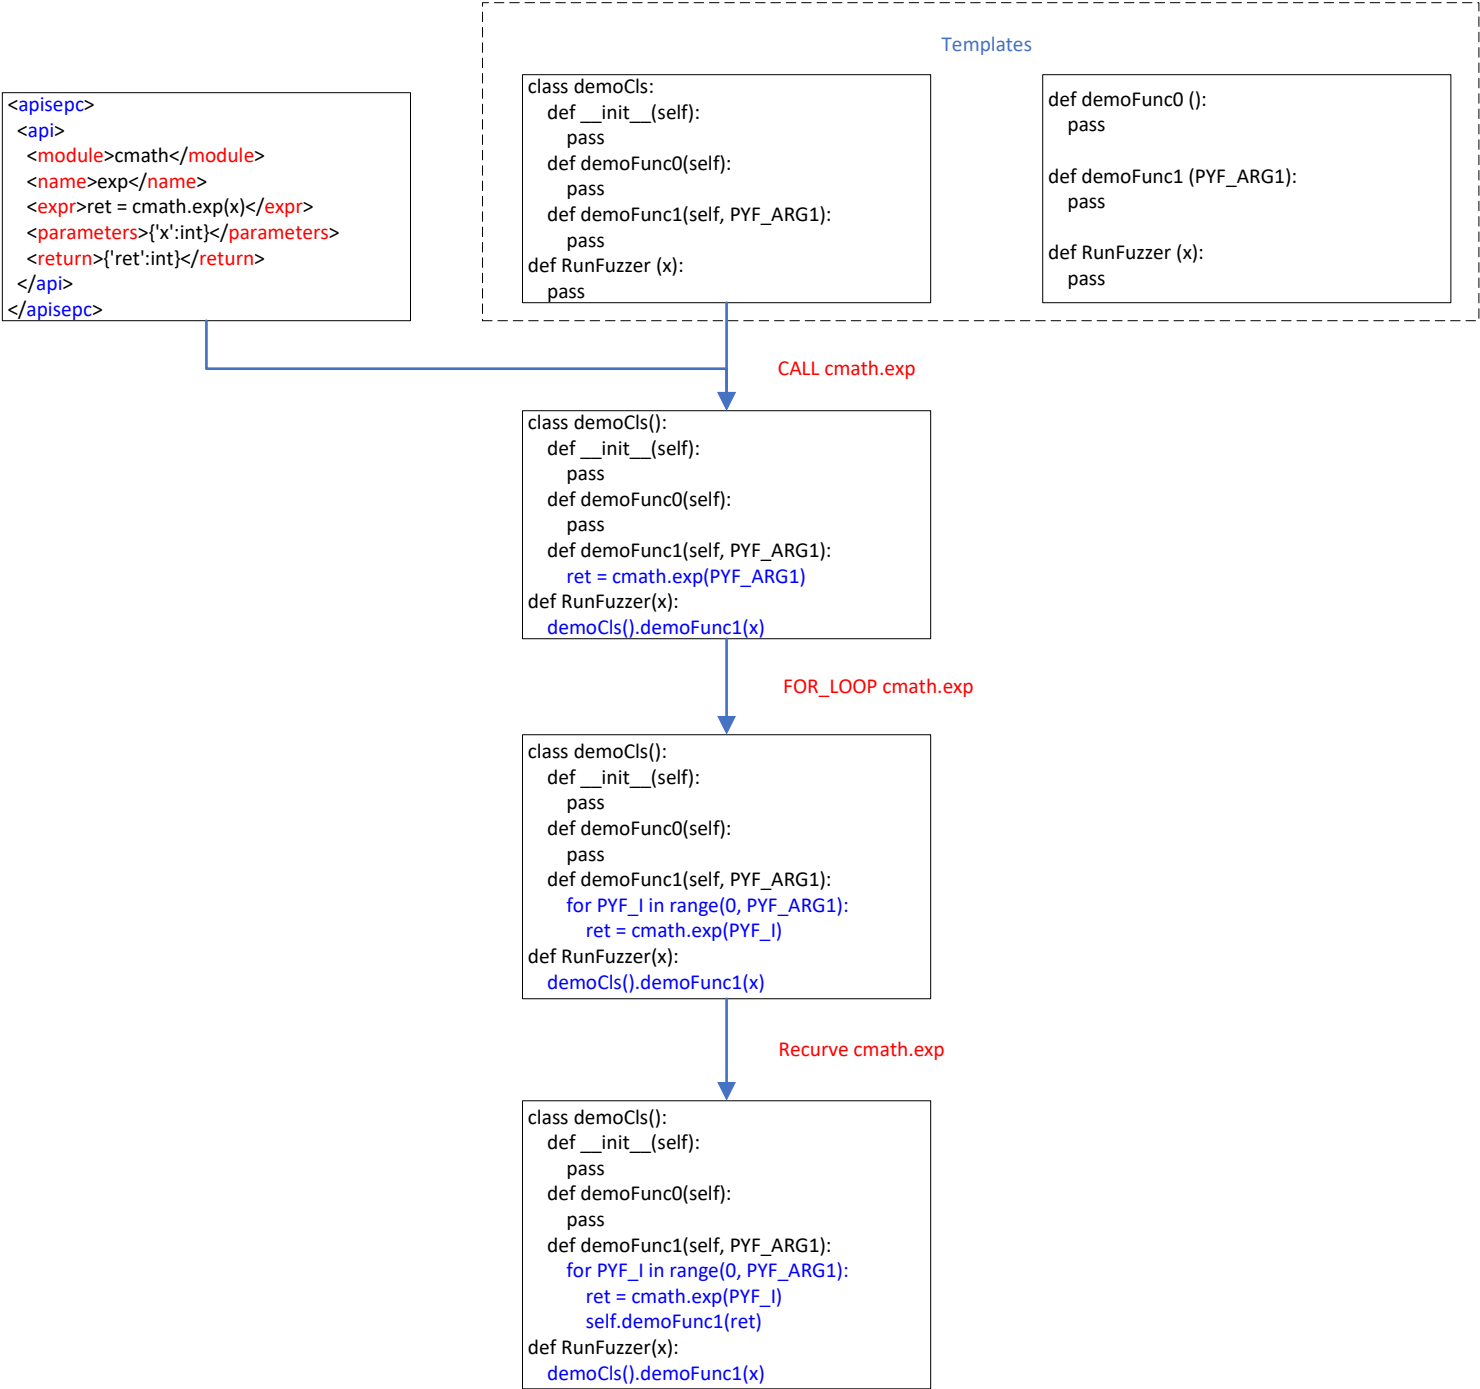 Templates
<apisepc>
<api>
<module>cmath</module>
<name>exp</name>
<expr>ret = cmath.exp(x)</expr>
<parameters>{'x':int}</parameters>
<return>{'ret':int}</return>
</api>
</apisepc>
class demoCls:
def __init__(self):
pass
def demoFunc0(self):
pass
def demoFunc1(self, PYF_ARG1):
pass
def RunFuzzer (x):
pass
def demoFunc0 ():
pass
def demoFunc1 (PYF_ARG1):
pass
def RunFuzzer (x):
pass
CALL cmath.exp
class demoCls():
def __init__(self):
pass
def demoFunc0(self):
pass
def demoFunc1(self, PYF_ARG1):
ret = cmath.exp(PYF_ARG1)
def RunFuzzer(x):
demoCls().demoFunc1(x)
FOR_LOOP cmath.exp
class demoCls():
def __init__(self):
pass
def demoFunc0(self):
pass
def demoFunc1(self, PYF_ARG1):
for PYF_I in range(0, PYF_ARG1):
ret = cmath.exp(PYF_I)
def RunFuzzer(x):
demoCls().demoFunc1(x)
Recurve cmath.exp
class demoCls():
def __init__(self):
pass
def demoFunc0(self):
pass
def demoFunc1(self, PYF_ARG1):
for PYF_I in range(0, PYF_ARG1):
ret = cmath.exp(PYF_I)
self.demoFunc1(ret)
def RunFuzzer(x):
demoCls().demoFunc1(x)